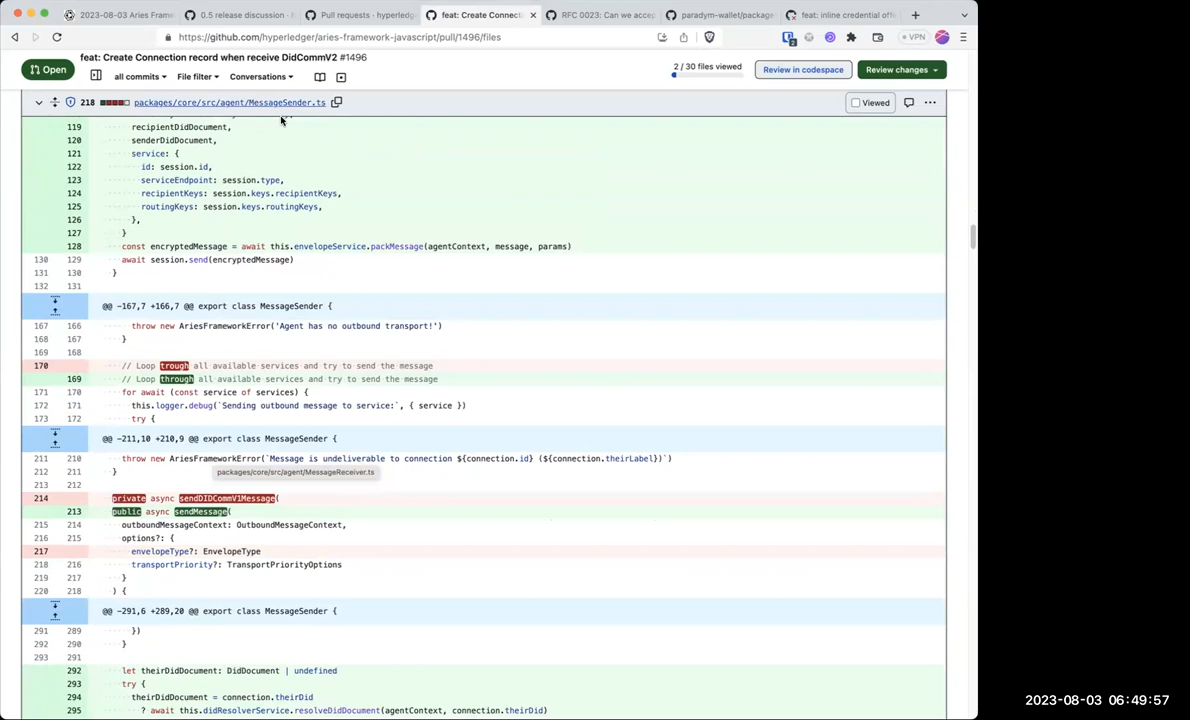 2023-08-03 Aries Fram
0.5 release discussion -
Pull requests · hyperledg
feat: Create Connecti
RFC 0023: Can we acce
paradym-wallet/package
feat: inline credential off
https://github.com/hyperledger/aries-framework-javascript/pull/1496/files
VPN
feat: Create Connection record when receive DidCommV2 #1496
Open
all commits
File filter
Conversations
2 / 30 files viewed
Review in codespace
Review changes
218 packages/core/src/agent/MessageSender.ts
Viewed
119 recipientDidDocument,
120 senderDidDocument,
121 service: {
122 id: session.id,
123 serviceEndpoint: session.type,
124 recipientKeys: session.keys.recipientKeys,
125 routingKeys: session.keys.routingKeys,
126 },
127 }
128 const encryptedMessage = await this.envelopeService.packMessage(agentContext, message, params)
130 129 await session.send(encryptedMessage)
131 130 }
132 131
@@ -167,7 +166,7 @@ export class MessageSender {
167 166 throw new AriesFrameworkError('Agent has no outbound transport!')
168 167 }
169 168
170 // Loop trough all available services and try to send the message
169 // Loop through all available services and try to send the message
171 170 for await (const service of services) {
172 171 this.logger.debug(`Sending outbound message to service:`, { service })
173 172 try {
@@ -211,10 +210,9 @@ export class MessageSender {
211 210 throw new AriesFrameworkError(`Message is undeliverable to connection ${connection.id} (${connection.theirLabel})`)
212 211 }
packages/core/src/agent/MessageReceiver.ts
213 212
214 private async sendDIDCommV1Message(
213 public async sendMessage(
215 214 outboundMessageContext: OutboundMessageContext,
216 215 options?: {
217 envelopeType?: EnvelopeType
218 216 transportPriority?: TransportPriorityOptions
219 217 }
220 218 ) {
@@ -291,6 +289,20 @@ export class MessageSender {
291 289 })
292 290 }
293 291
292 let theirDidDocument: DidDocument | undefined
293 try {
294 theirDidDocument = connection.theirDid
295 ? await this.didResolverService.resolveDidDocument(agentContext, connection.theirDid)
2023-08-03 06:49:57